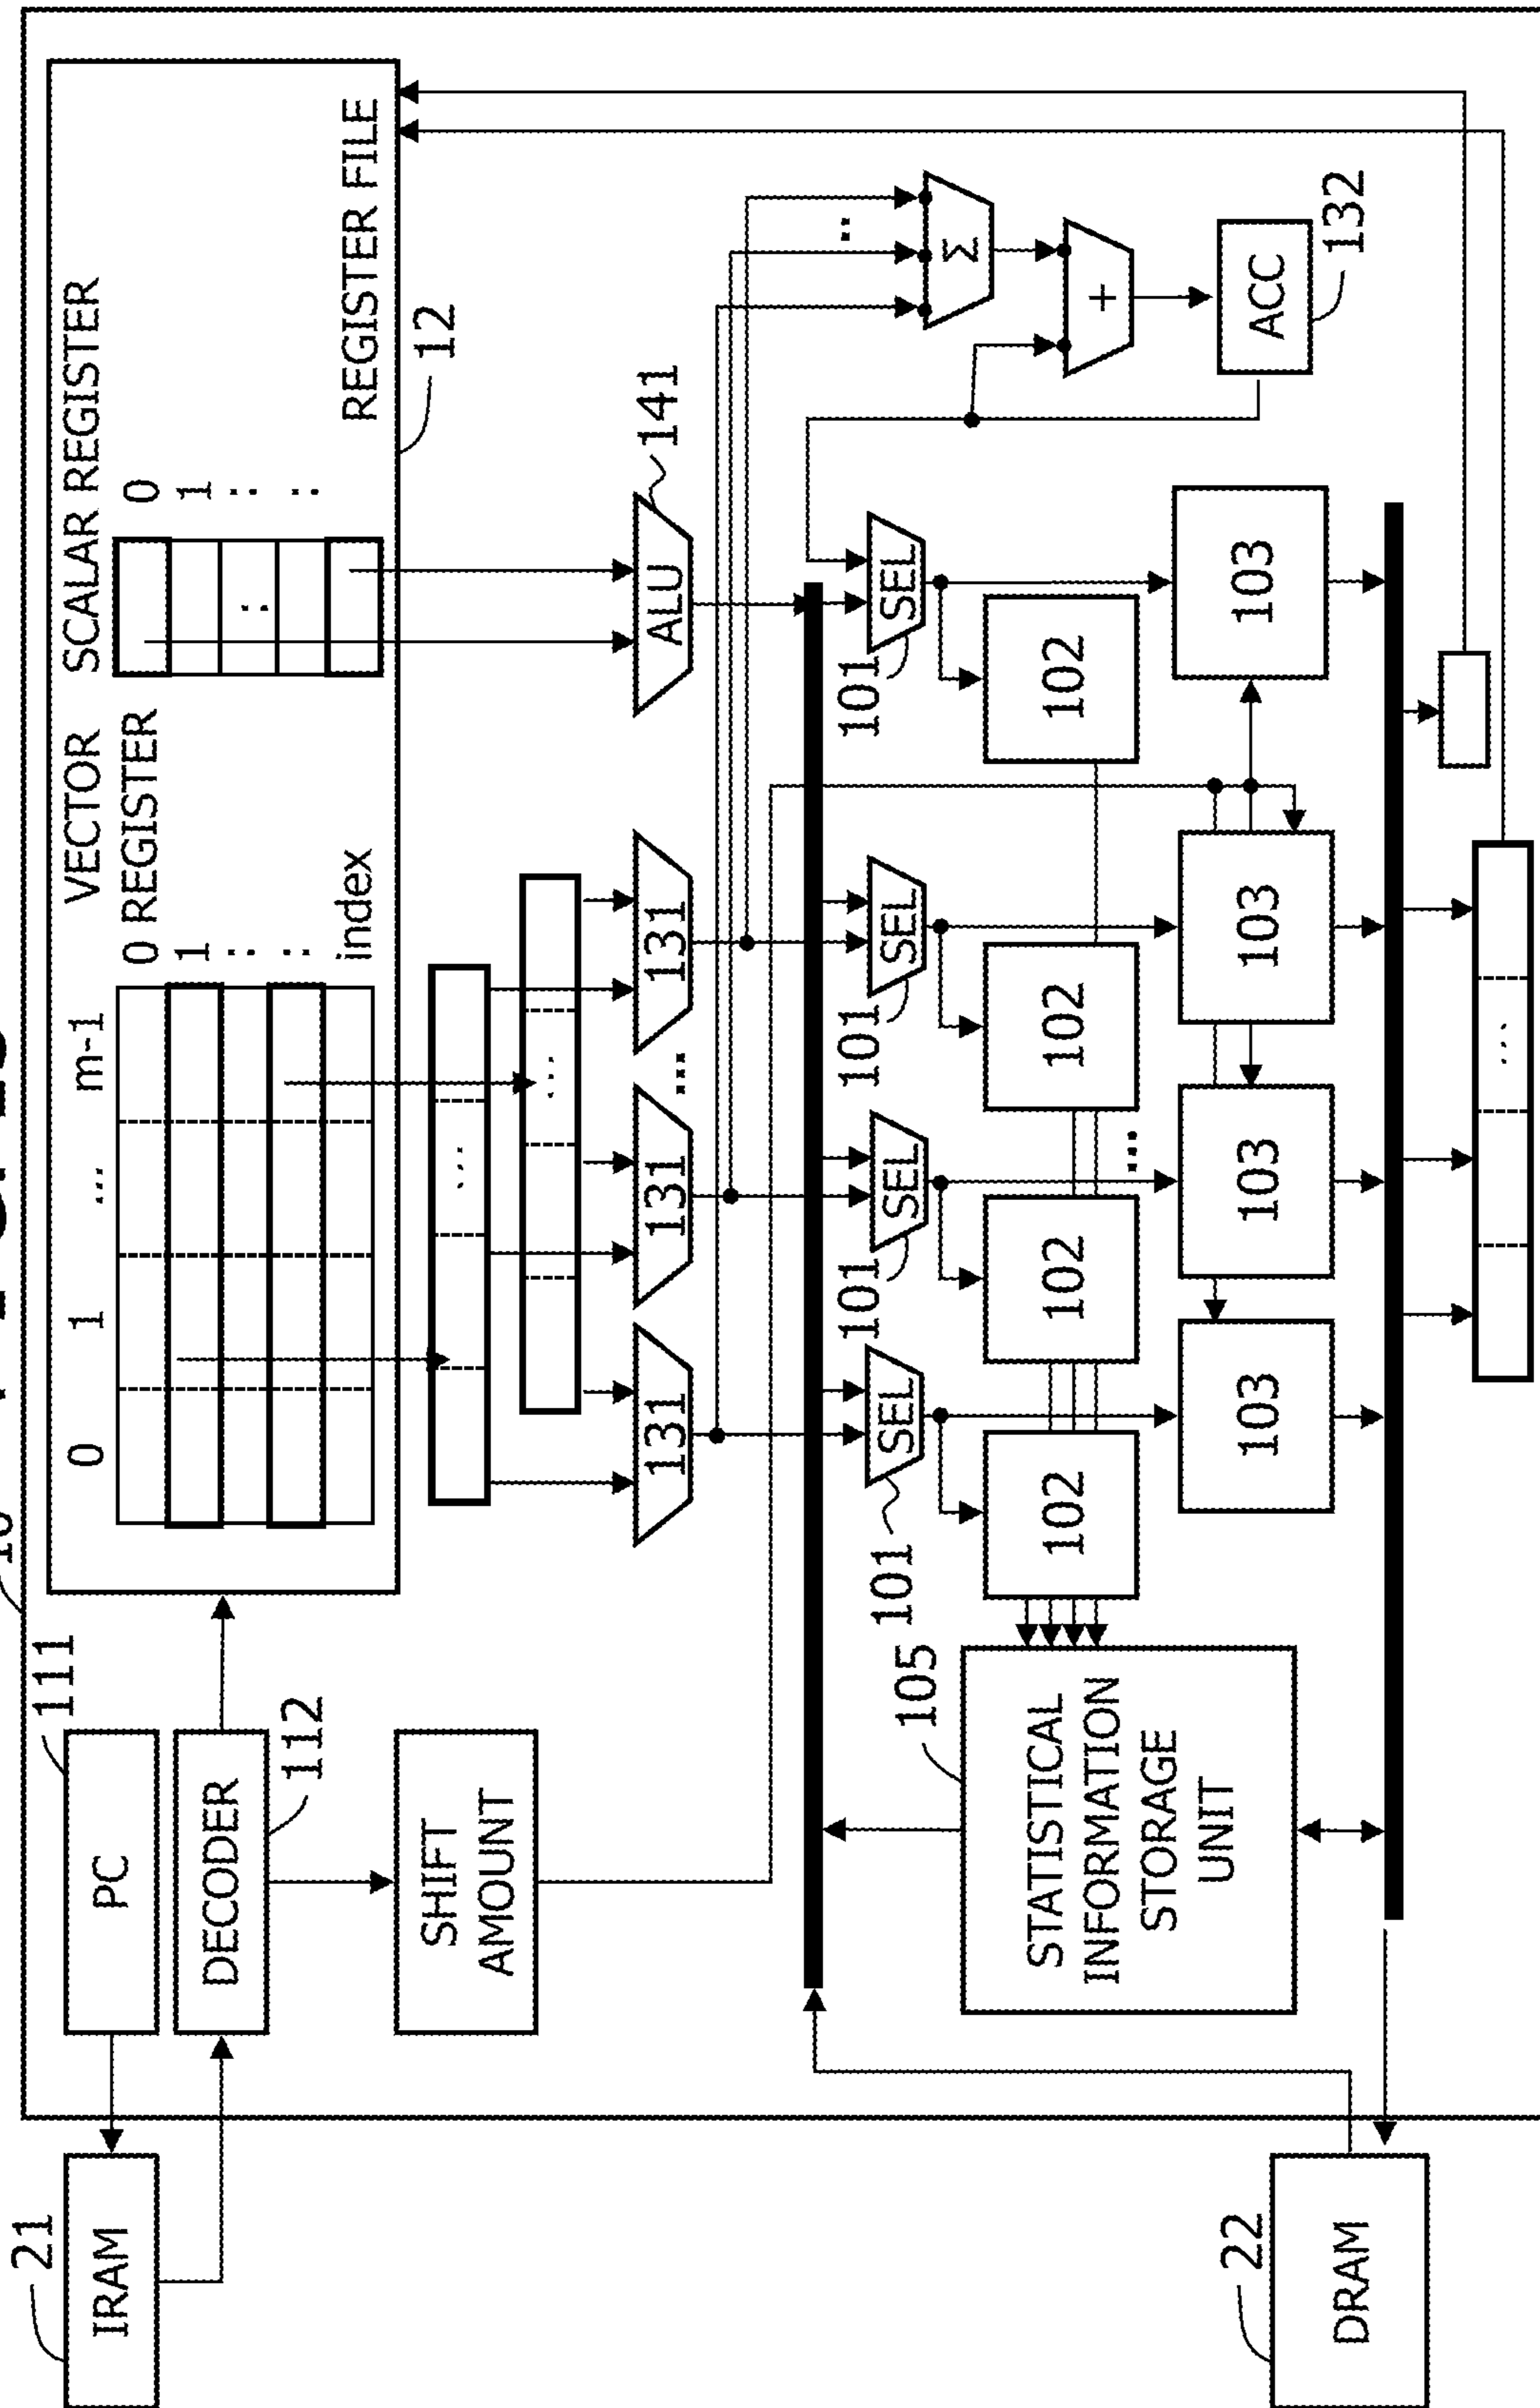 10
21
IRAM
111
PC
DECODER
112
SHIFT
AMOUNT
0
1
...
m-1
VECTOR
REGISTER
0
1
:
:
index
SCALAR REGISTER
0
1
:
:
:
REGISTER FILE
12
...
...
131
131
...
131
ALU
141
Σ
..
+
ACC
132
101
SEL
101
SEL
101
SEL
101
SEL
105
STATISTICAL
INFORMATION
STORAGE
UNIT
102
102
102
102
103
103
...
103
103
22
DRAM
...